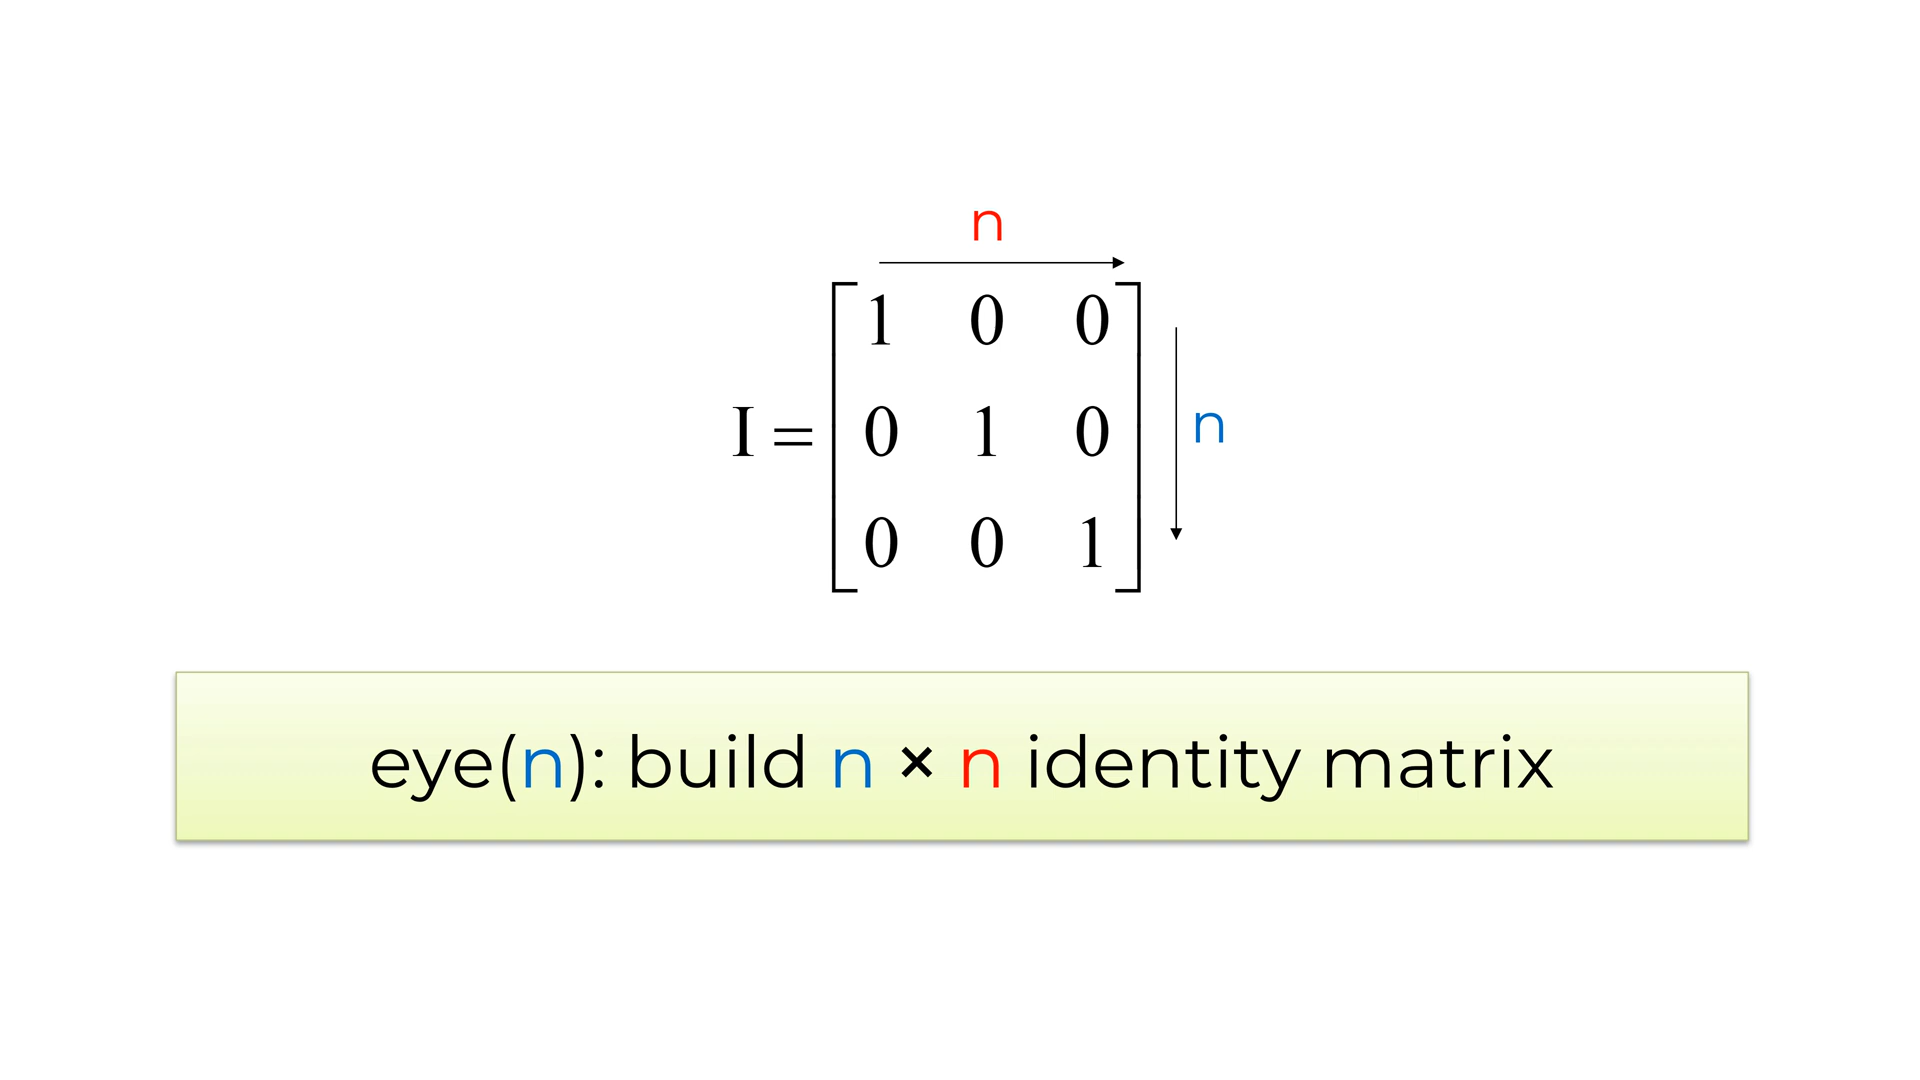 n
1 0 0
I = 0 1 0 n
0 0 1
eye(n): build n × n identity matrix